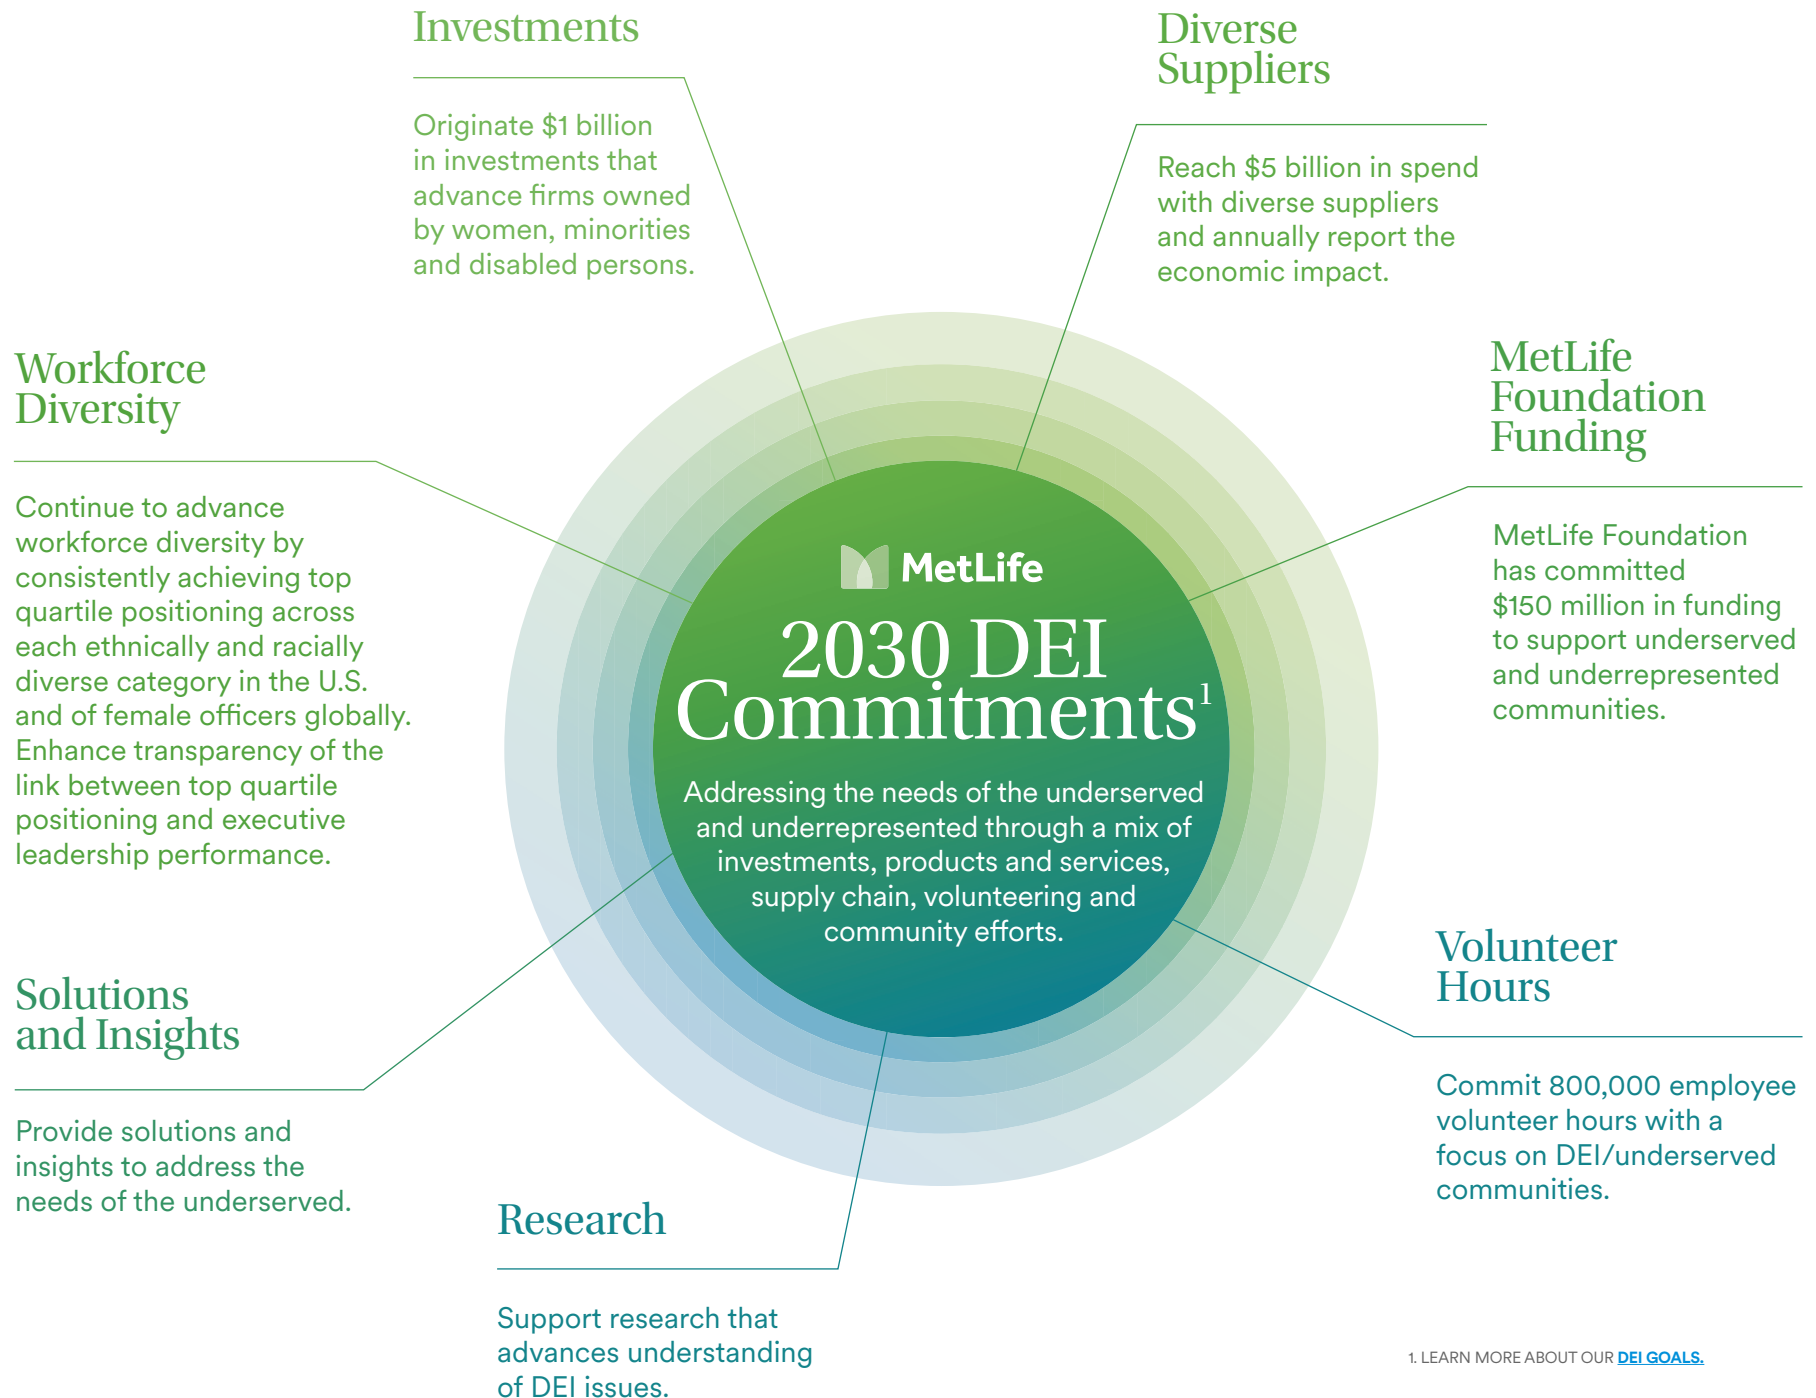 Investments
Originate $1 billion
in investments that
advance firms owned
by women, minorities
and disabled persons.
Diverse
Suppliers
Reach $5 billion in spend
with diverse suppliers
and annually report the
economic impact.
Workforce
Diversity
Continue to advance
workforce diversity by
consistently achieving top
quartile positioning across
each ethnically and racially
diverse category in the U.S.
and of female officers globally.
Enhance transparency of the
link between top quartile
positioning and executive
leadership performance.
MetLife
Foundation
Funding
MetLife Foundation
has committed
$150 million in funding
to support underserved
and underrepresented
communities.
MetLife
2030 DEI
Commitments¹
Addressing the needs of the underserved
and underrepresented through a mix of
investments, products and services,
supply chain, volunteering and
community efforts.
Solutions
and Insights
Provide solutions and
insights to address the
needs of the underserved.
Volunteer
Hours
Commit 800,000 employee
volunteer hours with a
focus on DEI/underserved
communities.
Research
Support research that
advances understanding
of DEI issues.
1. LEARN MORE ABOUT OUR DEI GOALS.